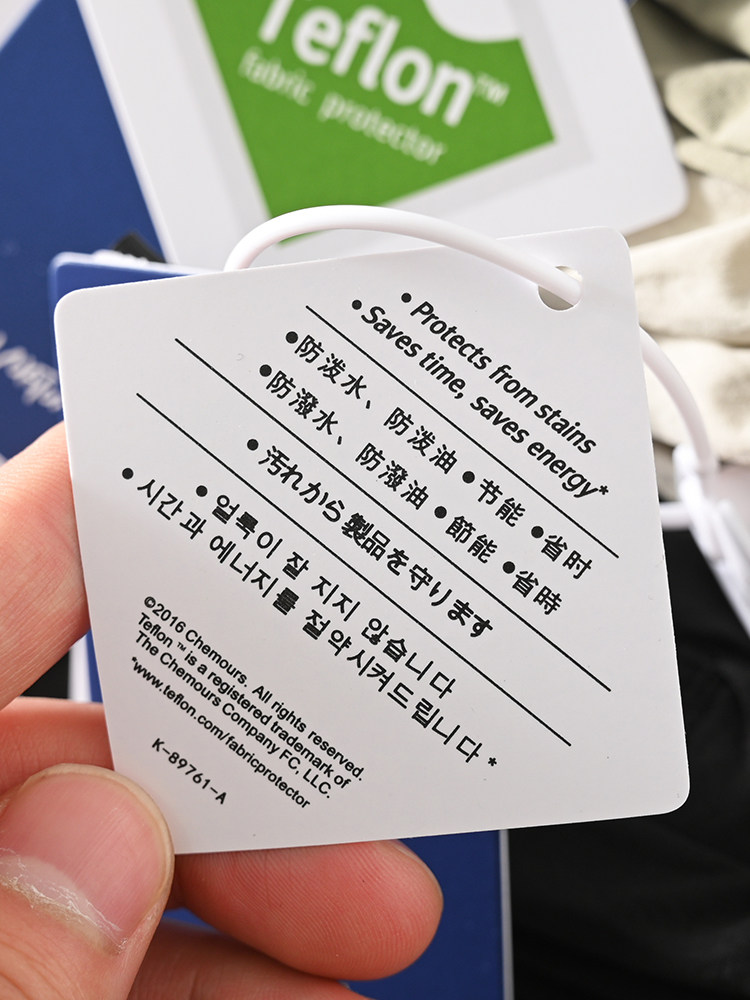 Teflon™
fabric protector
• Protects from stains
• Saves time, saves energy*
●防泼水、防泼油 ●节能 ●省时
●防潑水、防潑油 ●節能 ●省時
● 汚れから製品を守ります
● 얼룩이 잘 지지 않습니다
● 시간과 에너지를 절약시켜드립니다 *
©2016 Chemours. All rights reserved.
Teflon ™ is a registered trademark of
The Chemours Company FC, LLC.
*www.teflon.com/fabricprotector
K-89761-A